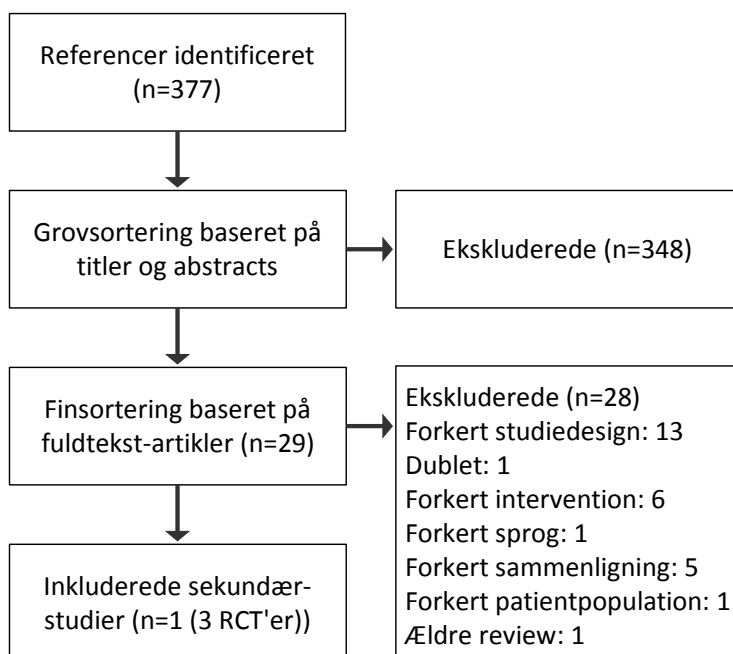 Referencer identificeret
(n=377)
Grovsortering baseret på
titler og abstracts
Ekskluderede (n=348)
Finsortering baseret på
fuldtekst-artikler (n=29)
Ekskluderede (n=28)
Forkert studiedesign: 13
Dublet: 1
Forkert intervention: 6
Forkert sprog: 1
Forkert sammenligning: 5
Forkert patientpopulation: 1
Ældre review: 1
Inkluderede sekundær-
studier (n=1 (3 RCT'er))